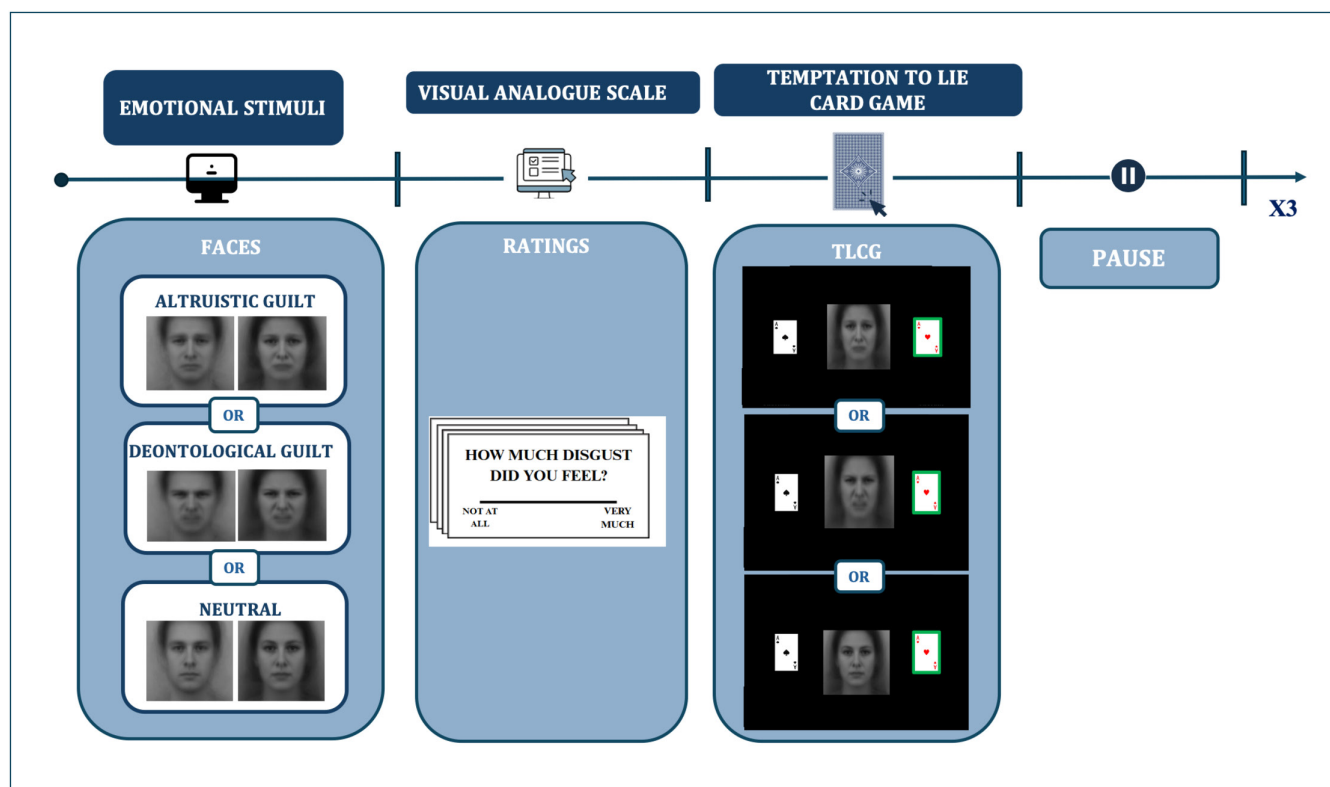 EMOTIONAL STIMULI
VISUAL ANALOGUE SCALE
TEMPTATION TO LIE
CARD GAME
X3
FACES
RATINGS
TLCG
PAUSE
ALTRUISTIC GUILT
OR
DEONTOLOGICAL GUILT
OR
NEUTRAL
HOW MUCH DISGUST
DID YOU FEEL?
NOT AT
ALL
VERY
MUCH
A
A
A
A
OR
A
A
A
A
OR
A
A
A
A